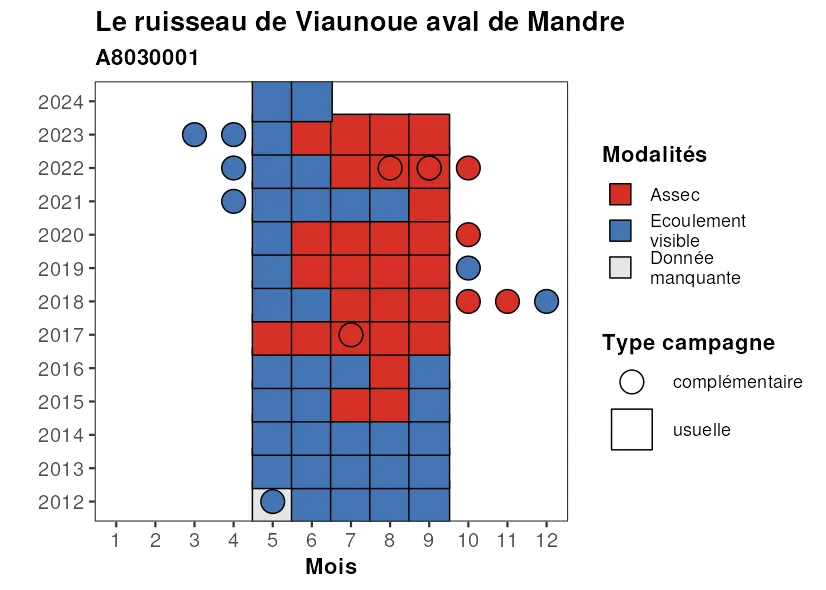 Le ruisseau de Viaunoue aval de Mandre
A8030001
2024
2023
2022
2021
2020
2019
2018
2017
2016
2015
2014
2013
2012
1 2 3 4 5 6 7 8 9 10 11 12
Mois
Modalités
Assec
Ecoulement
visible
Donnée
manquante
Type campagne
complémentaire
usuelle